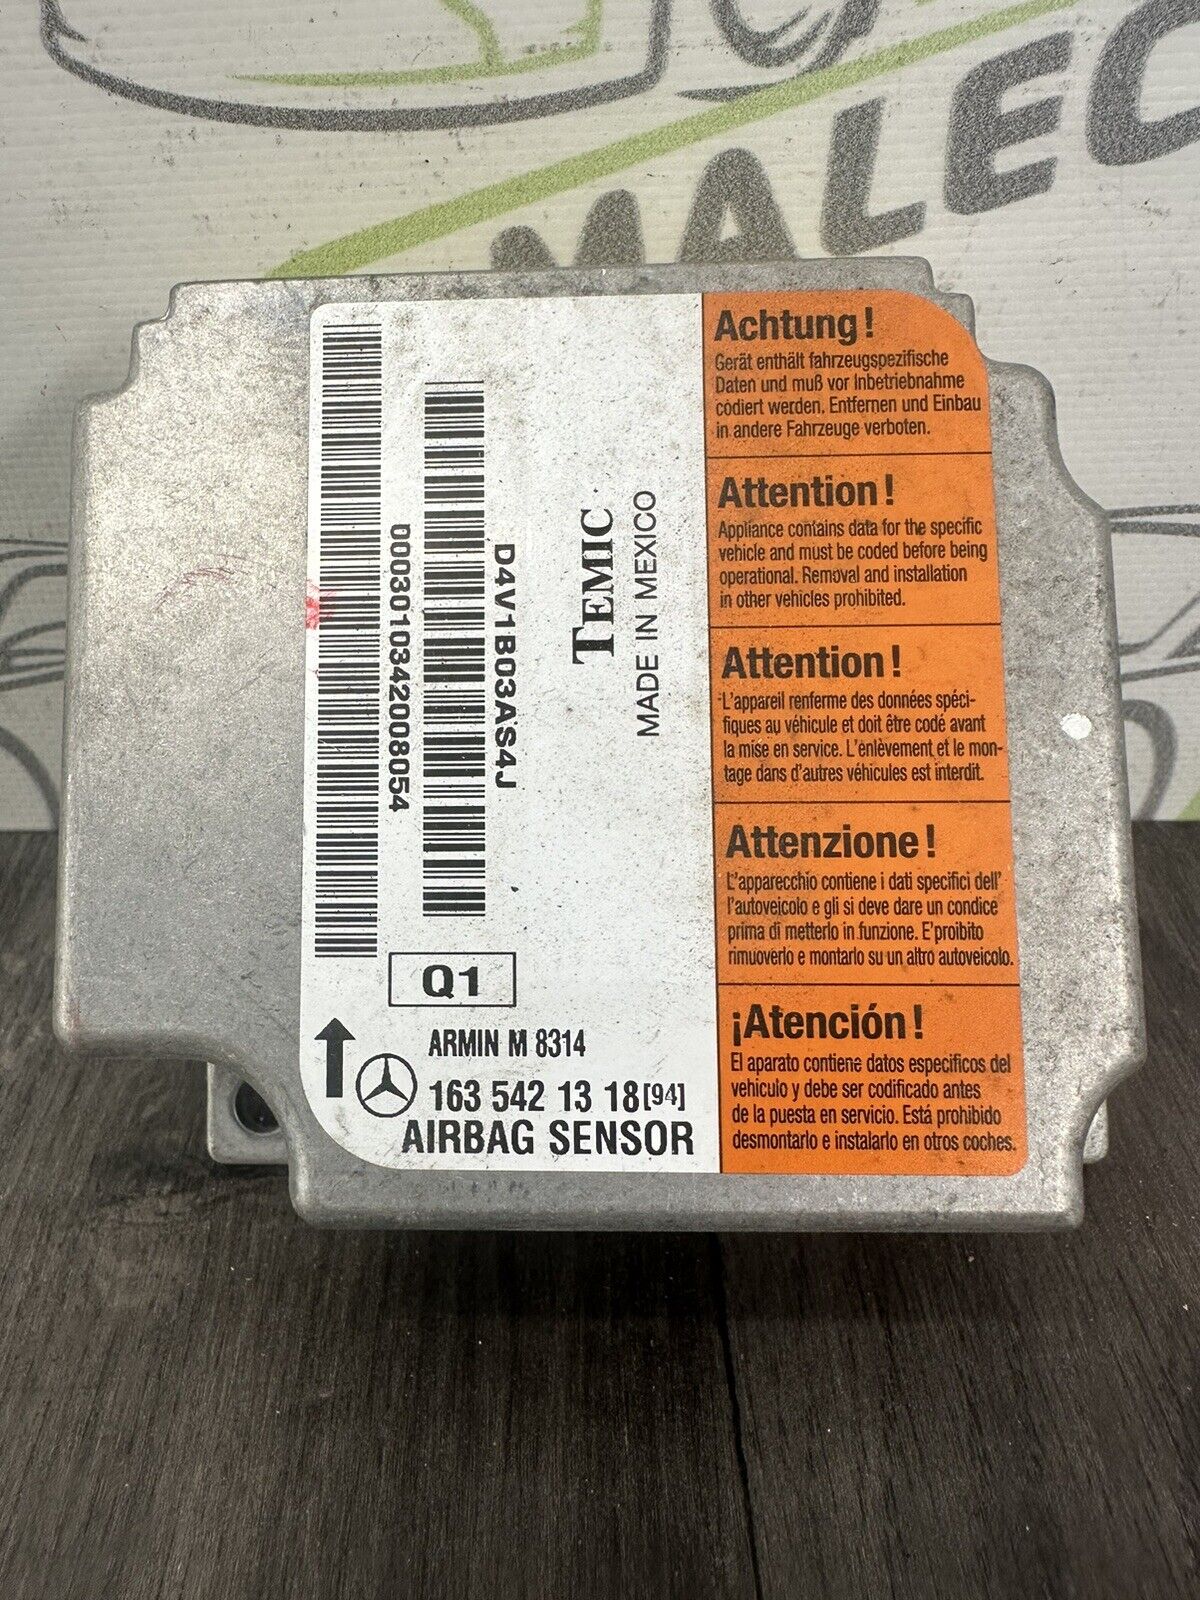 MALEC
0003010342008054
D4V1B03AS4J
TEMIC
MADE IN MEXICO
Q1
ARMIN M 8314
163 542 13 18[94]
AIRBAG SENSOR
Achtung!
Gerät enthält fahrzeugspezifische
Daten und muß vor Inbetriebnahme
codiert werden. Entfernen und Einbau
in andere Fahrzeuge verboten.
Attention!
Appliance contains data for the specific
vehicle and must be coded before being
operational. Removal and installation
in other vehicles prohibited.
Attention!
L'appareil renferme des données spéci-
fiques au véhicule et doit être codé avant
la mise en service. L'enlèvement et le mon-
tage dans d'autres véhicules est interdit.
Attenzione!
L'apparecchio contiene i dati specifici dell'
l'autoveicolo e gli si deve dare un condice
prima di metterlo in funzione. E'proibito
rimuoverlo e montarlo su un altro autoveicolo.
¡Atención!
El aparato contiene datos especificos del
vehiculo y debe ser codificado antes
de la puesta en servicio. Está prohibido
desmontarlo e instalarlo en otros coches.